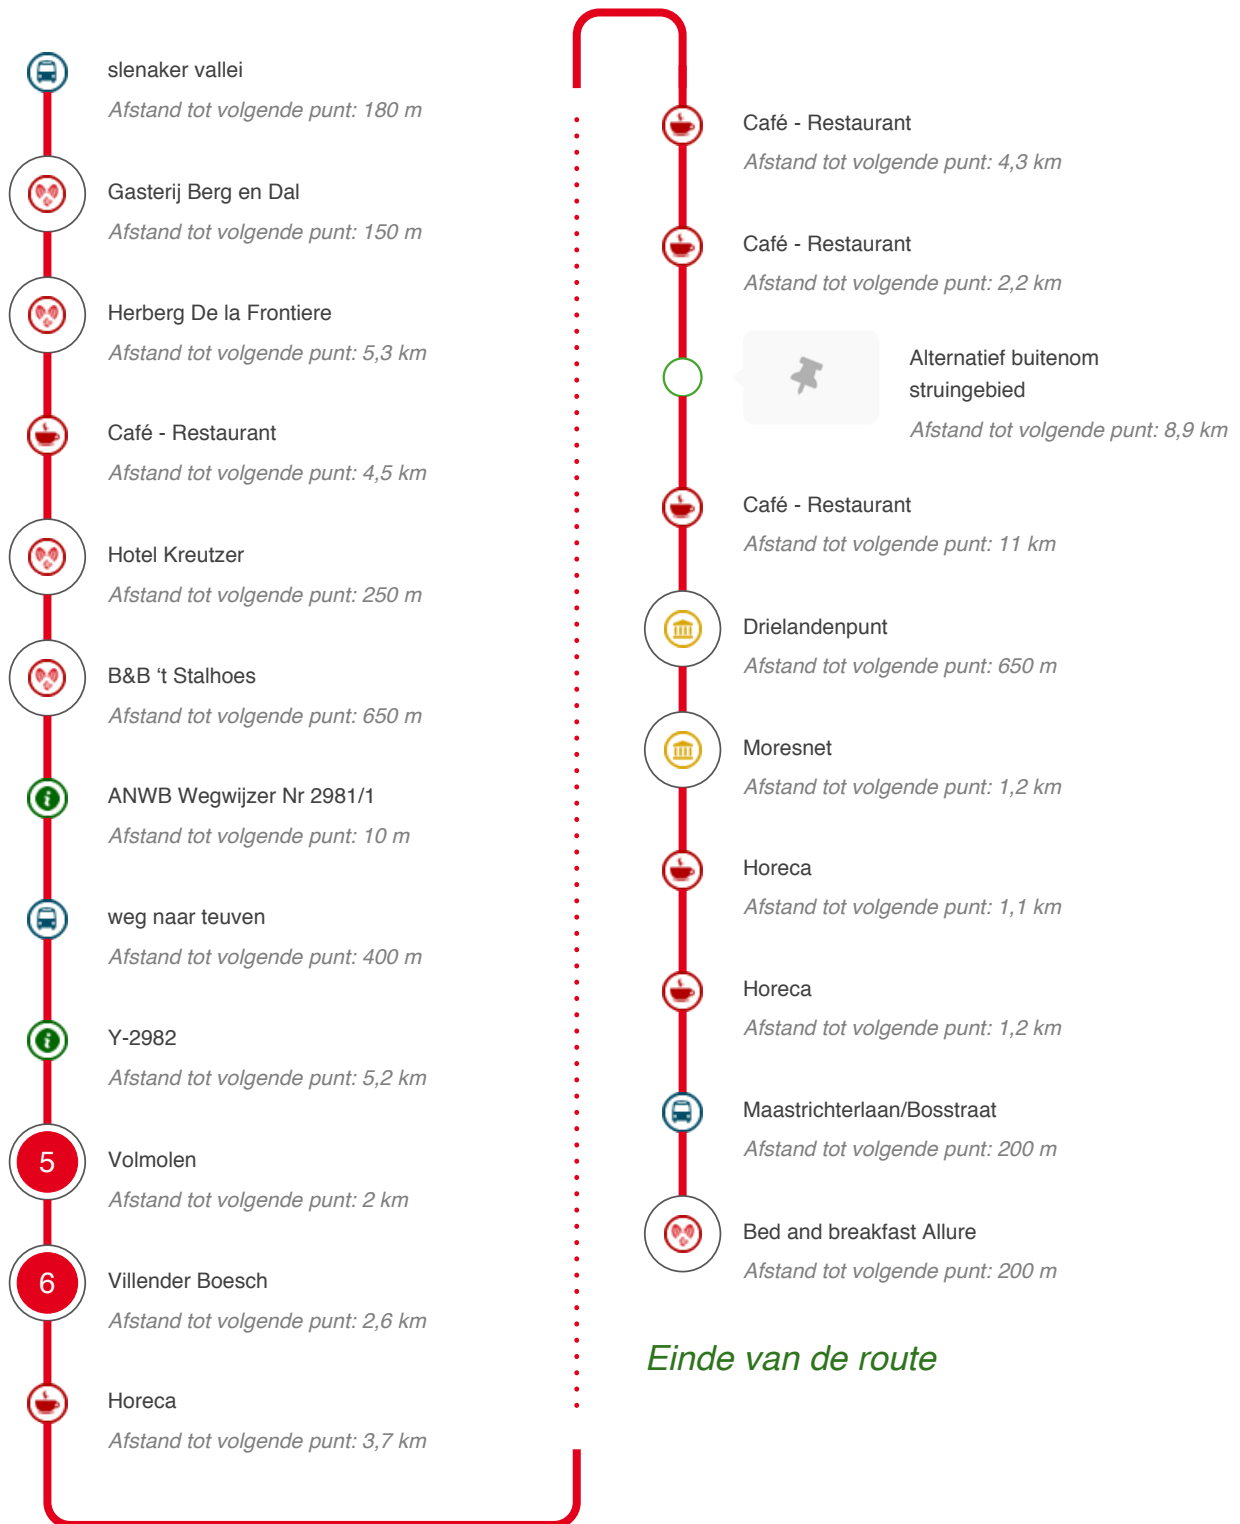 slenaker vallei
Afstand tot volgende punt: 180 m
Gasterij Berg en Dal
Afstand tot volgende punt: 150 m
Herberg De la Frontiere
Afstand tot volgende punt: 5,3 km
Café - Restaurant
Afstand tot volgende punt: 4,5 km
Hotel Kreutzer
Afstand tot volgende punt: 250 m
B&B ‘t Stalhoes
Afstand tot volgende punt: 650 m
ANWB Wegwijzer Nr 2981/1
Afstand tot volgende punt: 10 m
weg naar teuven
Afstand tot volgende punt: 400 m
Y-2982
Afstand tot volgende punt: 5,2 km
5
Volmolen
Afstand tot volgende punt: 2 km
6
Villender Boesch
Afstand tot volgende punt: 2,6 km
Horeca
Afstand tot volgende punt: 3,7 km
Café - Restaurant
Afstand tot volgende punt: 4,3 km
Café - Restaurant
Afstand tot volgende punt: 2,2 km
Alternatief buitenom
struingebied
Afstand tot volgende punt: 8,9 km
Café - Restaurant
Afstand tot volgende punt: 11 km
Drielandenpunt
Afstand tot volgende punt: 650 m
Moresnet
Afstand tot volgende punt: 1,2 km
Horeca
Afstand tot volgende punt: 1,1 km
Horeca
Afstand tot volgende punt: 1,2 km
Maastrichterlaan/Bosstraat
Afstand tot volgende punt: 200 m
Bed and breakfast Allure
Afstand tot volgende punt: 200 m
Einde van de route